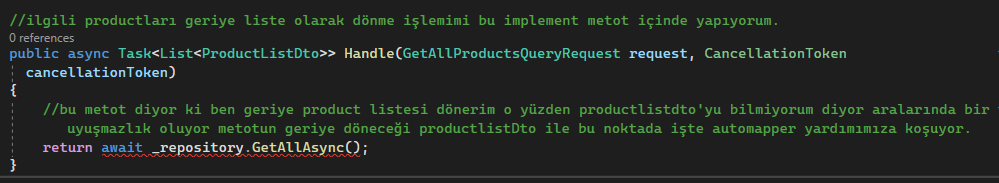 //ilgili productları geriye liste olarak dönme işlemimi bu implement metot içinde yapıyorum.
0 references
public async Task<List<ProductListDto>> Handle(GetAllProductsQueryRequest request, CancellationToken
cancellationToken)
{
//bu metot diyor ki ben geriye product listesi dönerim o yüzden productlistdto'yu bilmiyorum diyor aralarında bir
uyuşmazlık oluyor metotun geriye döneceği productlistDto ile bu noktada işte automapper yardımımıza koşuyor.
return await _repository.GetAllAsync();
}